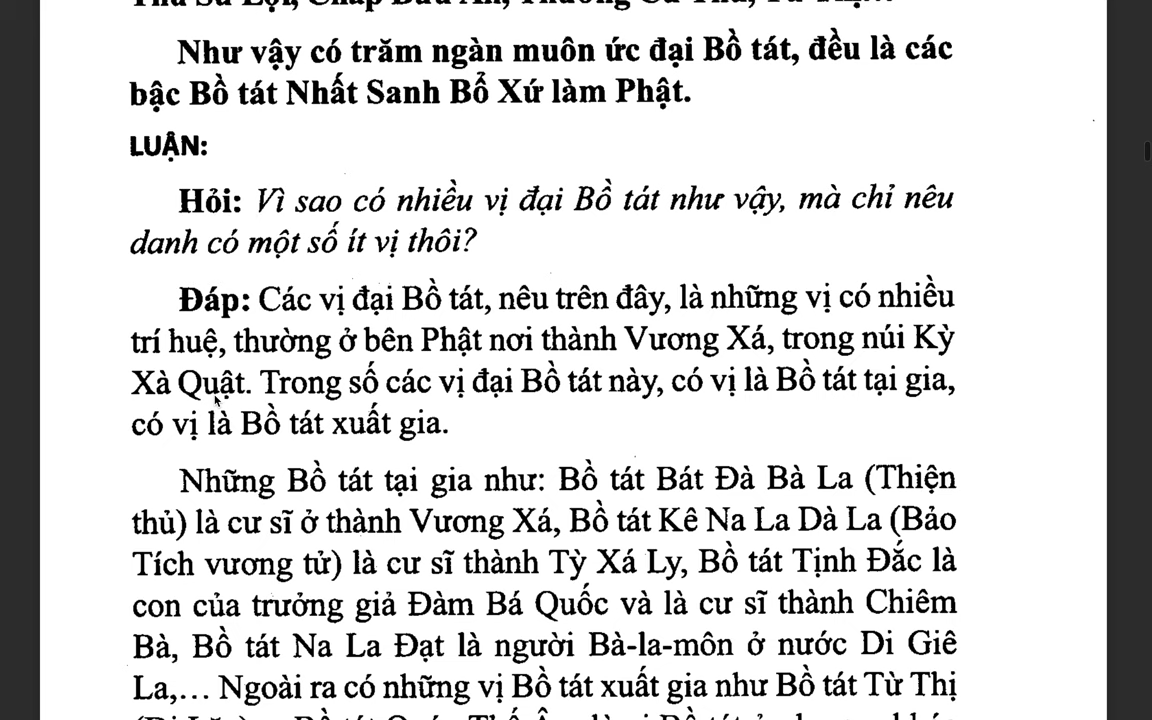 Như vậy có trăm ngàn muôn ức đại Bồ tát, đều là các
bậc Bồ tát Nhất Sanh Bổ Xứ làm Phật.
LUẬN:
Hỏi: Vì sao có nhiều vị đại Bồ tát như vậy, mà chỉ nêu
danh có một số ít vị thôi?
Đáp: Các vị đại Bồ tát, nêu trên đây, là những vị có nhiều
trí huệ, thường ở bên Phật nơi thành Vương Xá, trong núi Kỳ
Xà Quật. Trong số các vị đại Bồ tát này, có vị là Bồ tát tại gia,
có vị là Bồ tát xuất gia.
Những Bồ tát tại gia như: Bồ tát Bát Đà Bà La (Thiện
thủ) là cư sĩ ở thành Vương Xá, Bồ tát Kê Na La Dà La (Bảo
Tích vương tử) là cư sĩ thành Tỳ Xá Ly, Bồ tát Tịnh Đắc là
con của trưởng giả Đàm Bá Quốc và là cư sĩ thành Chiêm
Bà, Bồ tát Na La Đạt là người Bà-la-môn ở nước Di Giê
La,... Ngoài ra có những vị Bồ tát xuất gia như Bồ tát Từ Thị